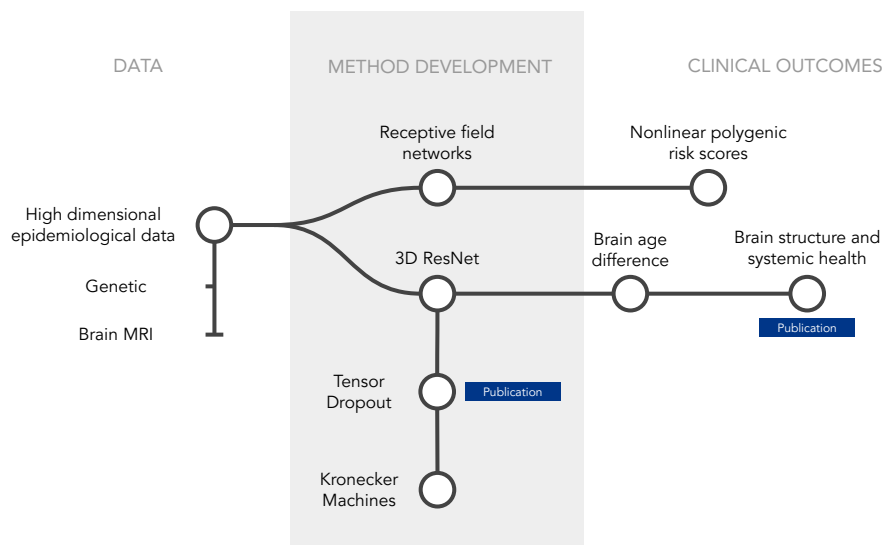 DATA
METHOD DEVELOPMENT
CLINICAL OUTCOMES
Receptive field
networks
Nonlinear polygenic
risk scores
High dimensional
epidemiological data
Genetic
Brain MRI
3D ResNet
Brain age
difference
Brain structure and
systemic health
Publication
Tensor
Dropout
Publication
Kronecker
Machines